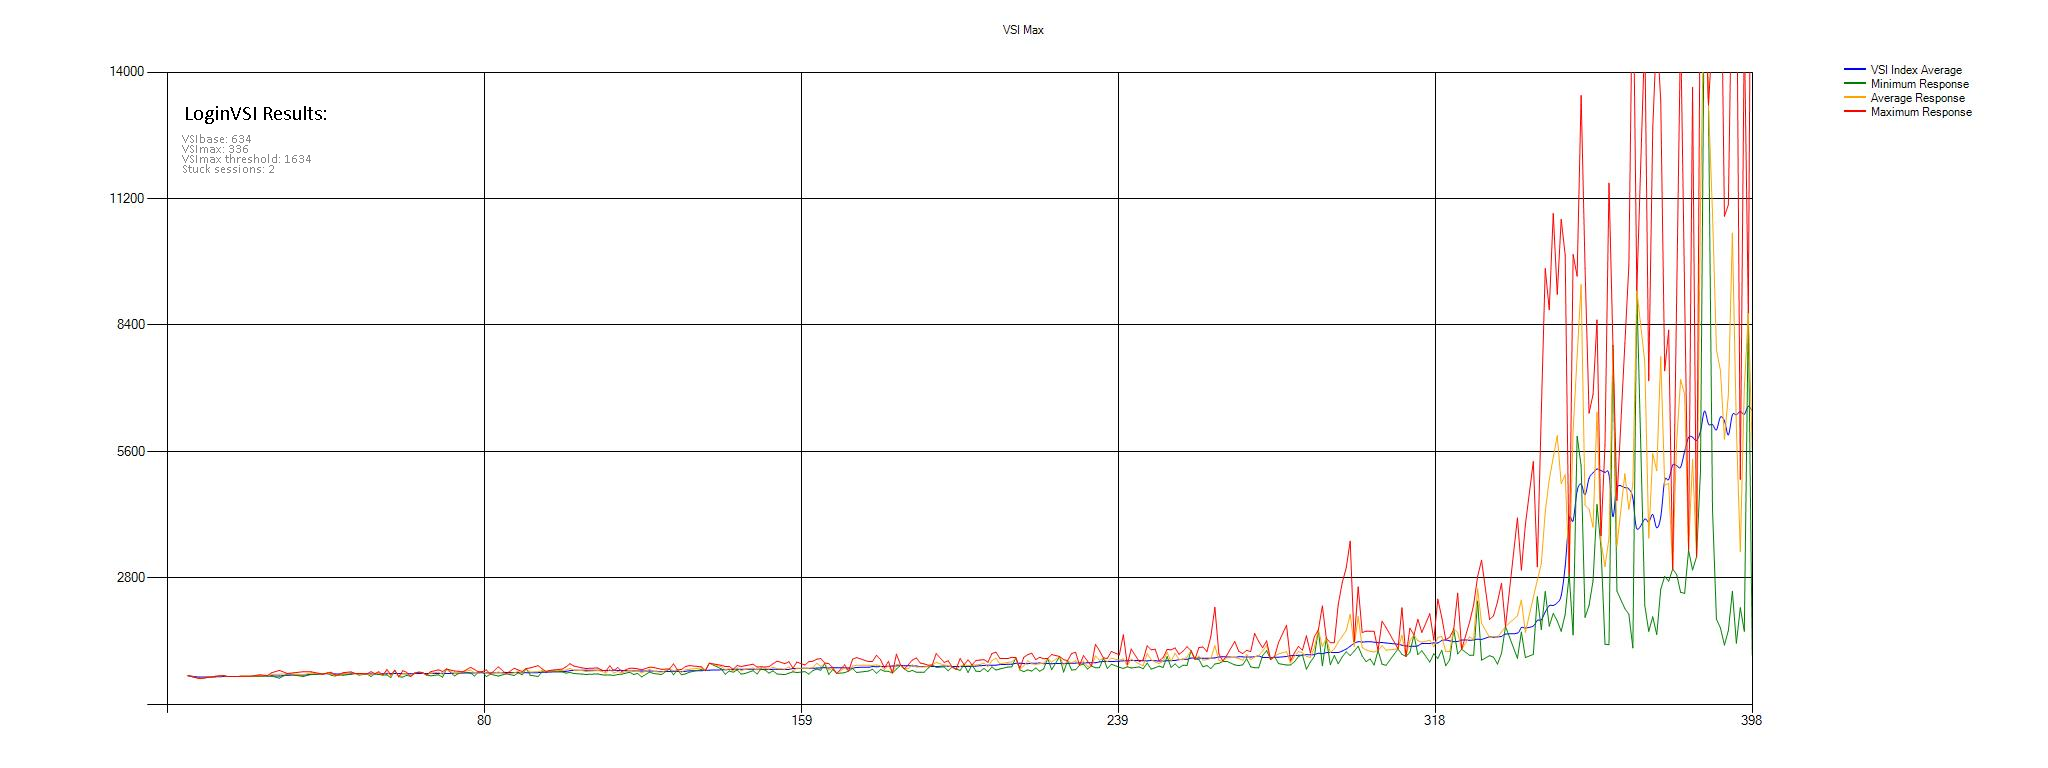 VSI Max
14000
11200
8400
5600
2800
LoginVSI Results:
VSIbase: 634
VSImax: 336
VSImax threshold: 1634
Stuck sessions: 2
VSI Index Average
Minimum Response
Average Response
Maximum Response
80
159
239
318
398